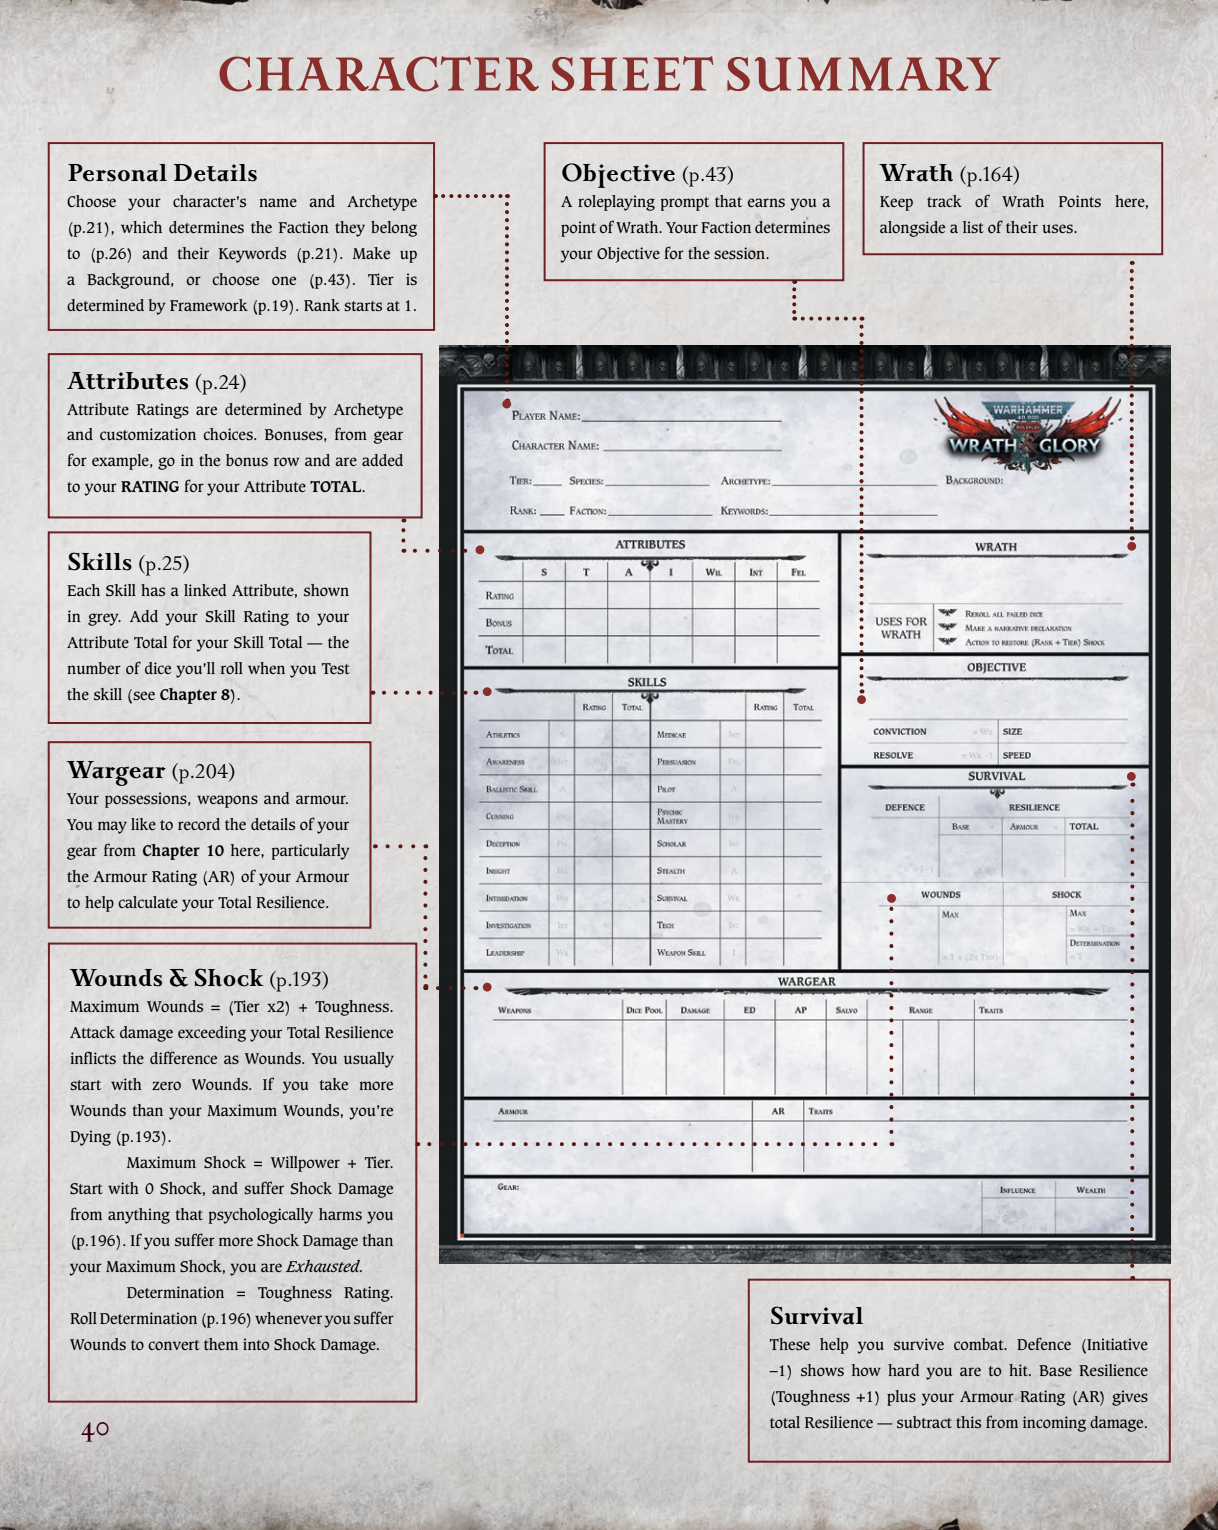 CHARACTER SHEET SUMMARY
Personal Details
Choose your character's name and Archetype
(p.21), which determines the Faction they belong
to (p.26) and their Keywords (p.21). Make up
a Background, or choose one (p.43). Tier is
determined by Framework (p.19). Rank starts at 1.
Objective (p.43)
A roleplaying prompt that earns you a
point of Wrath. Your Faction determines
your Objective for the session.
Wrath (p.164)
Keep track of Wrath Points here,
alongside a list of their uses.
Attributes (p.24)
Attribute Ratings are determined by Archetype
and customization choices. Bonuses, from gear
for example, go in the bonus row and are added
to your RATING for your Attribute TOTAL.
Skills (p.25)
Each Skill has a linked Attribute, shown
in grey. Add your Skill Rating to your
Attribute Total for your Skill Total — the
number of dice you'll roll when you Test
the skill (see Chapter 8).
Wargear (p.204)
Your possessions, weapons and armour.
You may like to record the details of your
gear from Chapter 10 here, particularly
the Armour Rating (AR) of your Armour
to help calculate your Total Resilience.
Wounds & Shock (p.193)
Maximum Wounds = (Tier x2) + Toughness.
Attack damage exceeding your Total Resilience
inflicts the difference as Wounds. You usually
start with zero Wounds. If you take more
Wounds than your Maximum Wounds, you're
Dying (p.193).
Maximum Shock = Willpower + Tier.
Start with 0 Shock, and suffer Shock Damage
from anything that psychologically harms you
(p.196). If you suffer more Shock Damage than
your Maximum Shock, you are Exhausted.
Determination = Toughness Rating.
Roll Determination (p.196) whenever you suffer
Wounds to convert them into Shock Damage.
PLAYER NAME:
CHARACTER NAME:
TIER: SPECIES: ARCHETYPE: BACKGROUND:
RANK: FACTION: KEYWORDS:
WARHAMMER
40,000
ROLEPLAY
WRATH & GLORY
ATTRIBUTES
S T A I WIL INT FEL
RATING
BONUS
TOTAL
WRATH
USES FOR
WRATH
REROLL ALL FAILED DICE
MAKE A NARRATIVE DECLARATION
ACTION TO RESTORE (RANK + TIER) SHOCK
OBJECTIVE
CONVICTION = WIL SIZE
RESOLVE = WIL -1 SPEED
SKILLS
RATING TOTAL RATING TOTAL
ATHLETICS S MEDICAE INT
AWARENESS INT PERSUASION FEL
BALLISTIC SKILL A PILOT A
CUNNING FEL PSYCHIC
MASTERY WIL
DECEPTION FEL SCHOLAR INT
INSIGHT FEL STEALTH A
INTIMIDATION WIL SURVIVAL WIL
INVESTIGATION INT TECH INT
LEADERSHIP WIL WEAPON SKILL I
SURVIVAL
DEFENCE RESILIENCE
BASE ARMOUR TOTAL
WOUNDS SHOCK
MAX MAX
= WIL + TIER
DETERMINATION
= T + (2X TIER) = T
WARGEAR
WEAPONS DICE POOL DAMAGE ED AP SALVO RANGE TRAITS
ARMOUR AR TRAITS
GEAR: INFLUENCE WEALTH
Survival
These help you survive combat. Defence (Initiative
–1) shows how hard you are to hit. Base Resilience
(Toughness +1) plus your Armour Rating (AR) gives
total Resilience — subtract this from incoming damage.
40